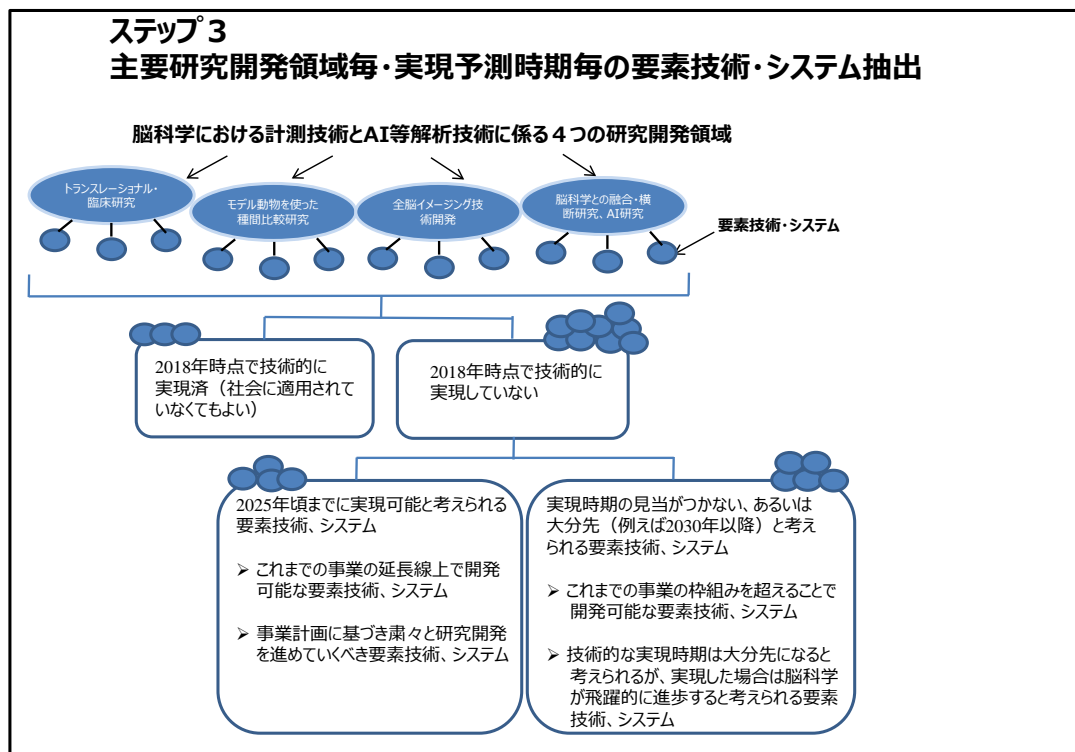 ステップ３
主要研究開発領域毎・実現予測時期毎の要素技術・システム抽出
脳科学における計測技術とAI等解析技術に係る４つの研究開発領域
トランスレーショナル・
臨床研究
モデル動物を使った
種間比較研究
全脳イメージング技
術開発
脳科学との融合・横
断研究、AI研究
要素技術・システム
2018年時点で技術的に
実現済（社会に適用されて
いなくてもよい）
2018年時点で技術的に
実現していない
2025年頃までに実現可能と考えられる
要素技術、システム
➢ これまでの事業の延長線上で開発
可能な要素技術、システム
➢ 事業計画に基づき粛々と研究開発
を進めていくべき要素技術、システム
実現時期の見当がつかない、あるいは
大分先（例えば2030年以降）と考え
られる要素技術、システム
➢ これまでの事業の枠組みを超えることで
開発可能な要素技術、システム
➢ 技術的な実現時期は大分先になると
考えられるが、実現した場合は脳科学
が飛躍的に進歩すると考えられる要素
技術、システム